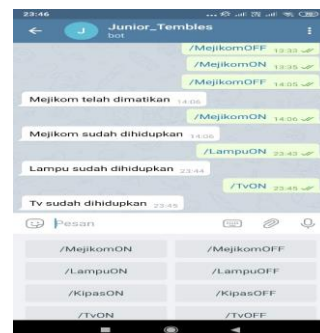 23:46
J
Junior_Tembles
bot
/MejikomOFF 13:33
/MejikomON 13:35
/MejikomOFF 14:05
Mejikom telah dimatikan 14:06
/MejikomON 14:06
Mejikom sudah dihidupkan 14:06
/LampuON 23:43
Lampu sudah dihidupkan 23:44
/TvON 23:45
Tv sudah dihidupkan 23:45
Pesan
/MejikomON /MejikomOFF
/LampuON /LampuOFF
/KipasON /KipasOFF
/TvON /TvOFF